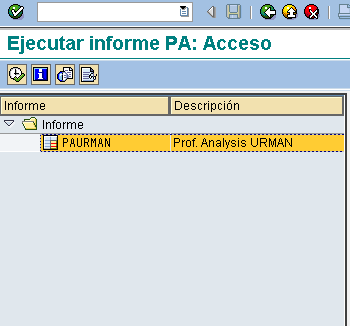 Ejecutar informe PA: Acceso
Informe Descripción
Informe
PAURMAN Prof. Analysis URMAN